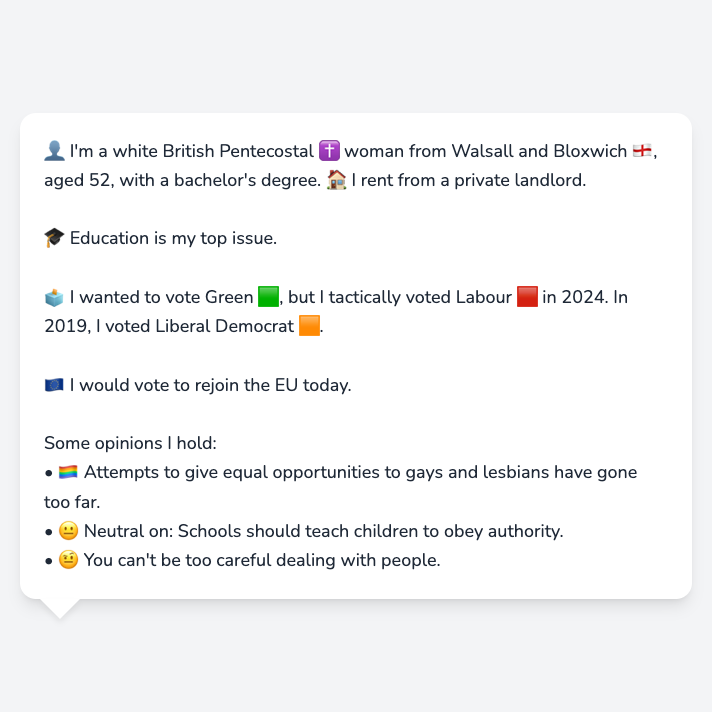 👤 I'm a white British Pentecostal ✝️ woman from Walsall and Bloxwich 🏴󠁧󠁢󠁥󠁮󠁧󠁿,
aged 52, with a bachelor's degree. 🏠 I rent from a private landlord.
🎓 Education is my top issue.
🗳️ I wanted to vote Green 🟩, but I tactically voted Labour 🟥 in 2024. In
2019, I voted Liberal Democrat 🟧.
🇪🇺 I would vote to rejoin the EU today.
Some opinions I hold:
• 🏳️‍🌈 Attempts to give equal opportunities to gays and lesbians have gone
too far.
• 😐 Neutral on: Schools should teach children to obey authority.
• 🤨 You can't be too careful dealing with people.